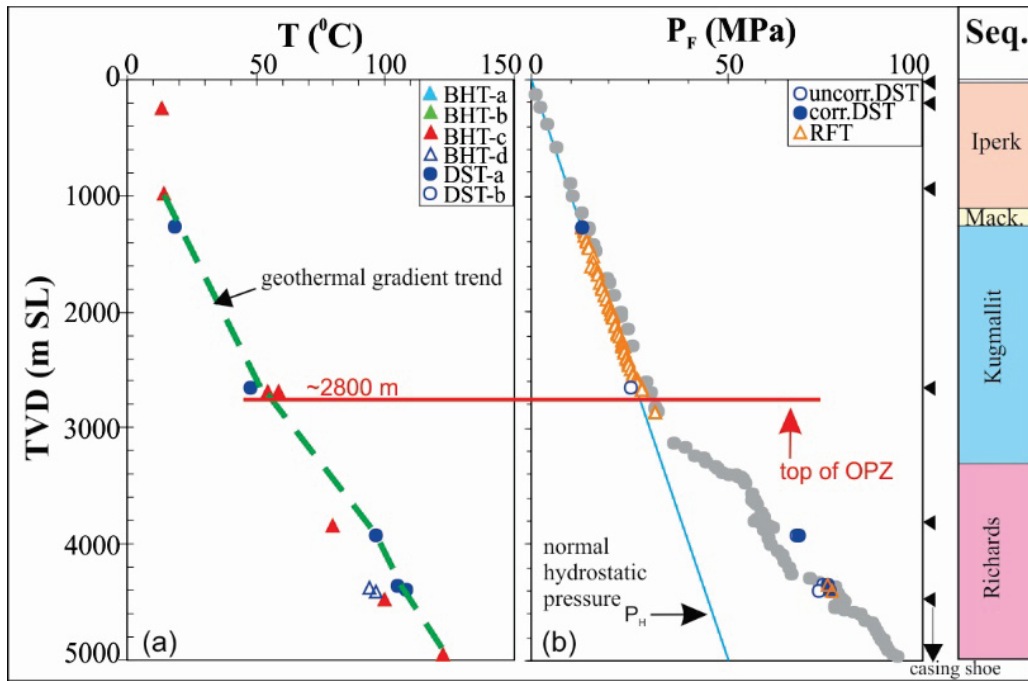 T (⁰C)
P_F (MPa)
Seq.
0 50 100 150
0 50 100
TVD (m SL)
0
1000
2000
3000
4000
5000
BHT-a
BHT-b
BHT-c
BHT-d
DST-a
DST-b
geothermal gradient trend
~2800 m
(a)
uncorr.DST
corr.DST
RFT
top of OPZ
normal
hydrostatic
pressure
P_H
(b)
casing shoe
Iperk
Mack.
Kugmallit
Richards